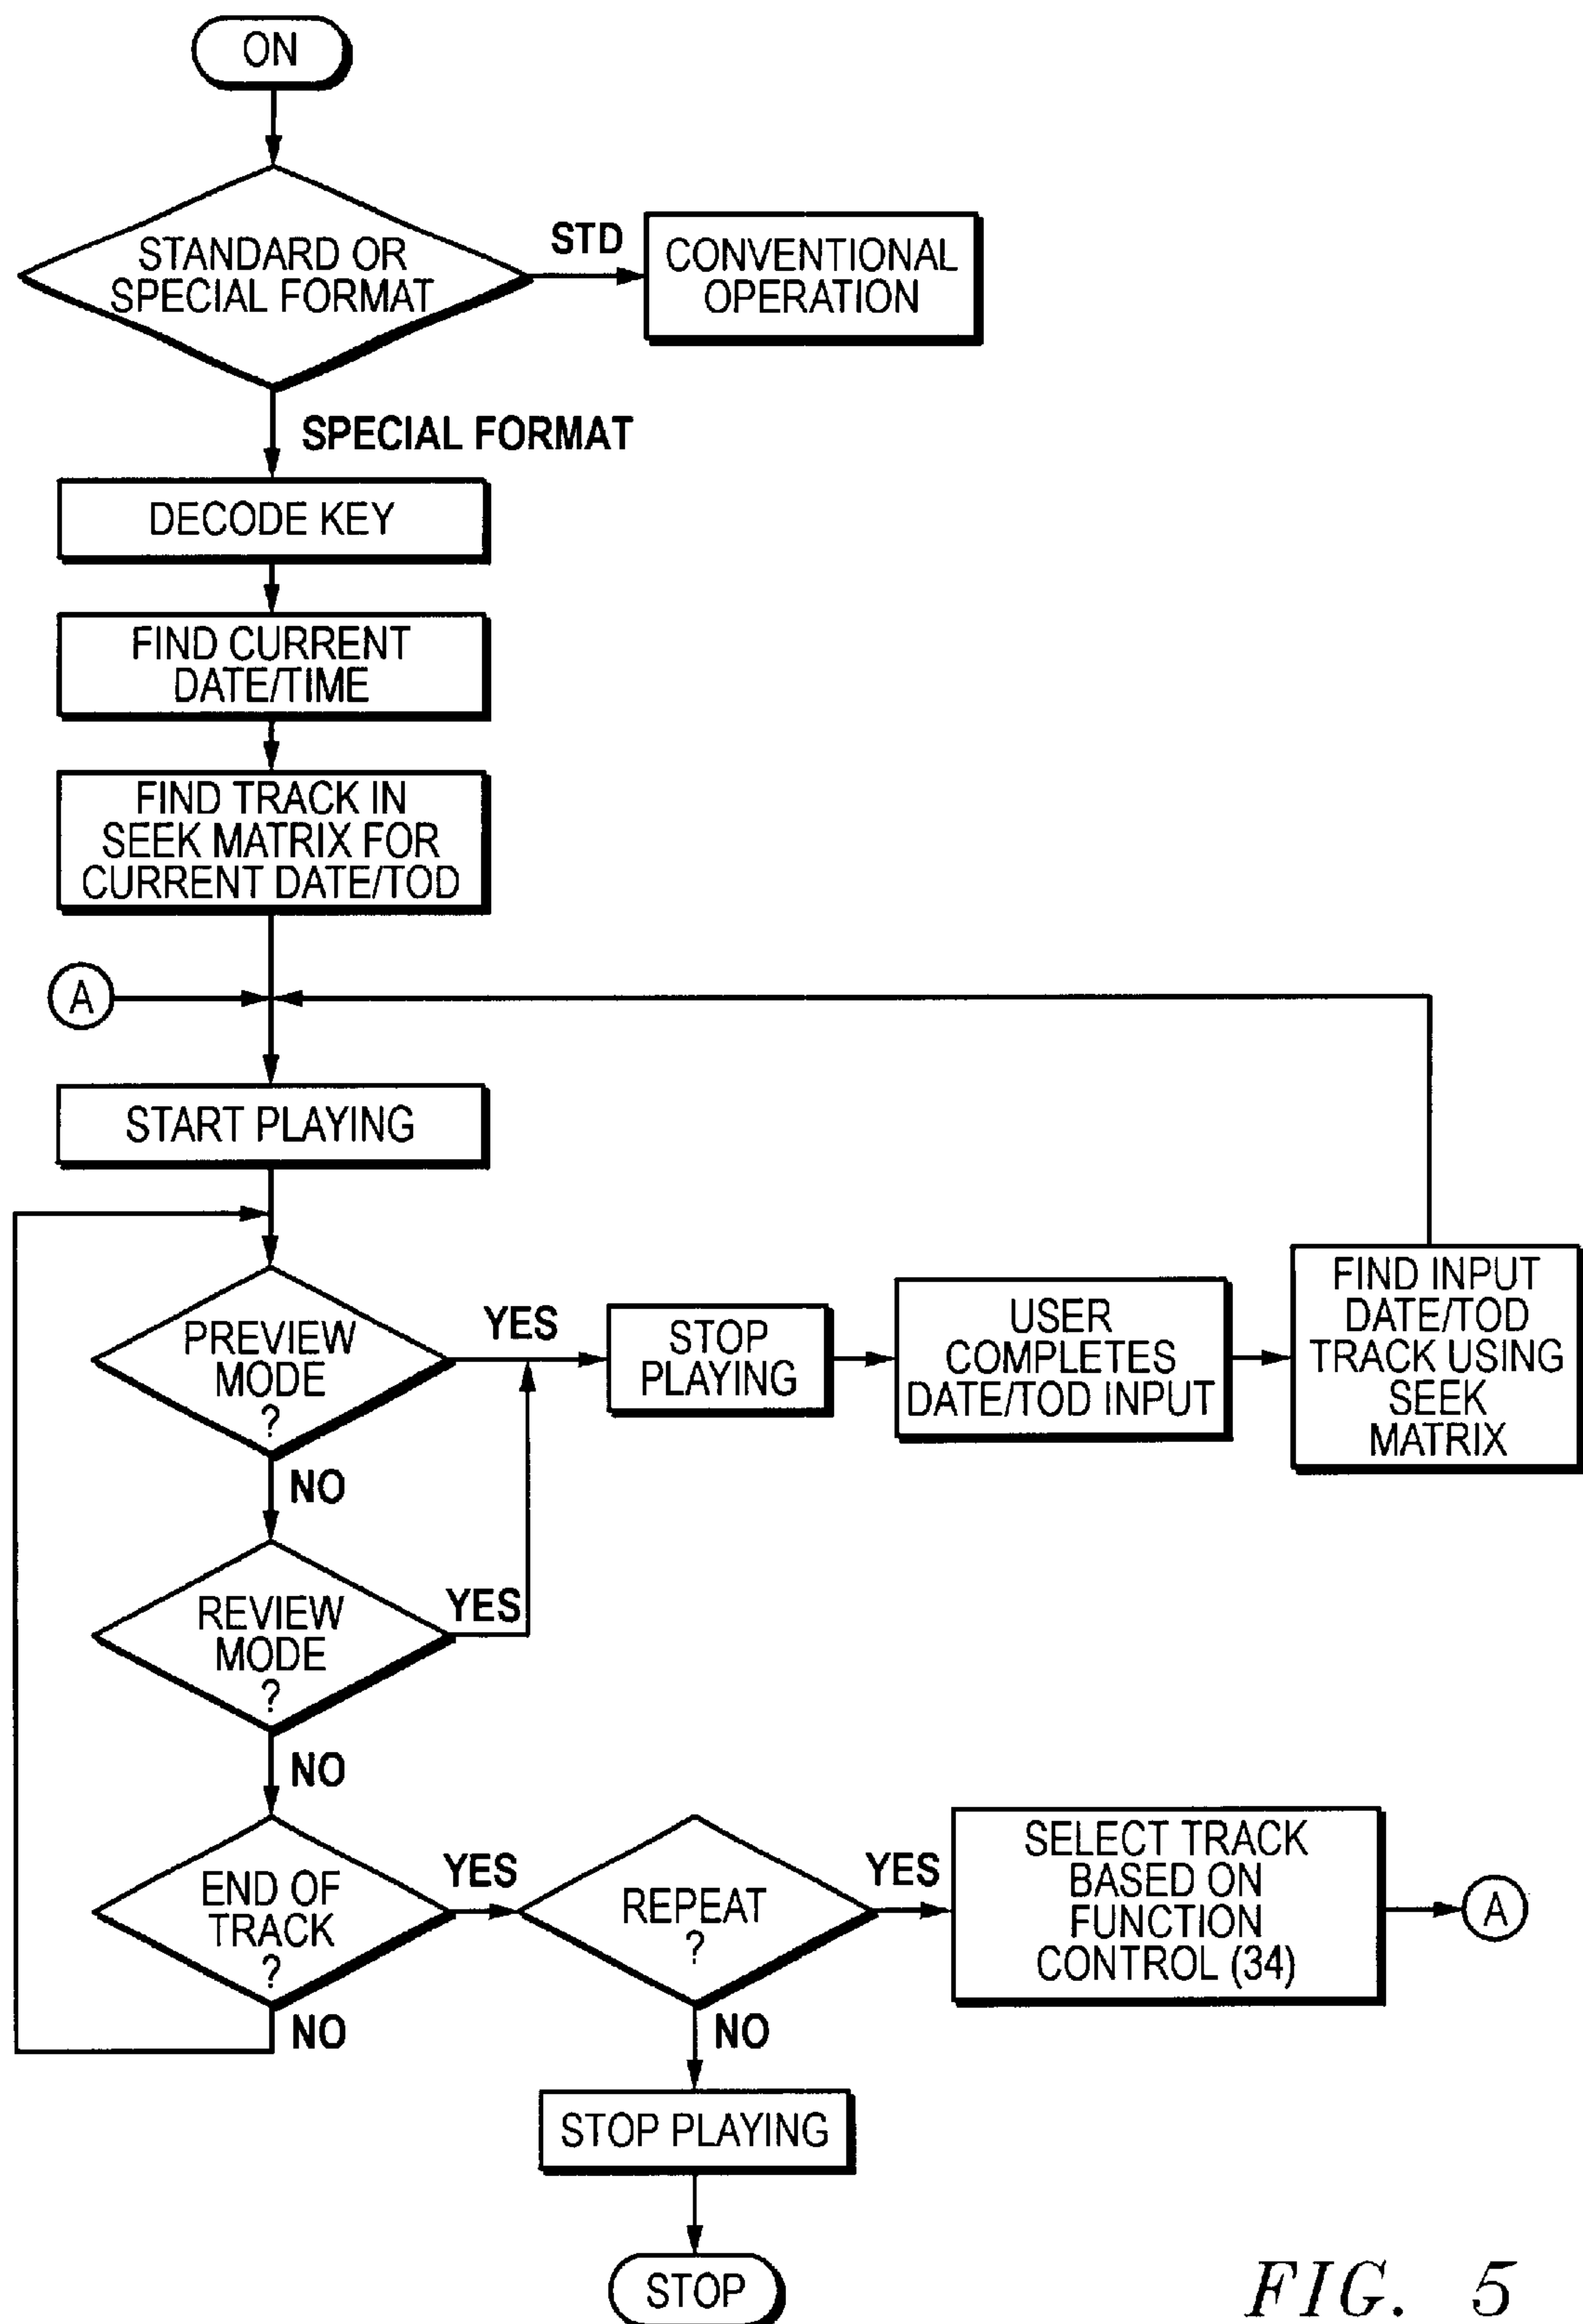 ON
STANDARD OR
SPECIAL FORMAT
STD
CONVENTIONAL
OPERATION
SPECIAL FORMAT
DECODE KEY
FIND CURRENT
DATE/TIME
FIND TRACK IN
SEEK MATRIX FOR
CURRENT DATE/TOD
A
START PLAYING
PREVIEW
MODE
?
YES
STOP
PLAYING
USER
COMPLETES
DATE/TOD INPUT
FIND INPUT
DATE/TOD
TRACK USING
SEEK
MATRIX
NO
REVIEW
MODE
?
YES
NO
END OF
TRACK
?
YES
REPEAT
?
YES
SELECT TRACK
BASED ON
FUNCTION
CONTROL (34)
A
NO
NO
STOP PLAYING
STOP
FIG. 5